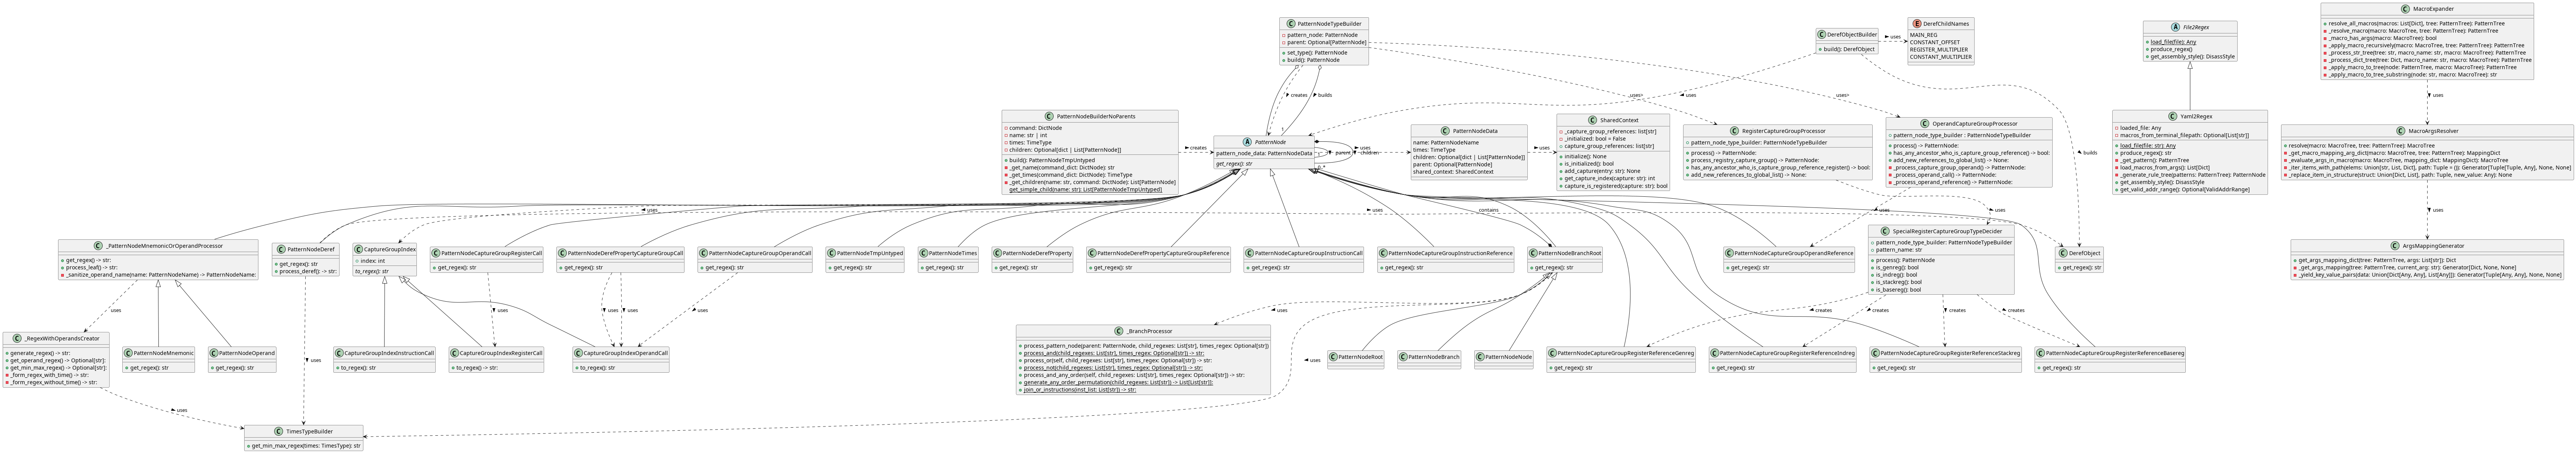 PatternNodeTypeBuilder
pattern_node: PatternNode
parent: Optional[PatternNode]
set_type(): PatternNode
build(): PatternNode
DerefObjectBuilder
build(): DerefObject
uses
DerefChildNames
MAIN_REG
CONSTANT_OFFSET
REGISTER_MULTIPLIER
CONSTANT_MULTIPLIER
File2Regex
load_file(file): Any
produce_regex()
get_assembly_style(): DisassStyle
MacroExpander
resolve_all_macros(macros: List[Dict], tree: PatternTree): PatternTree
_resolve_macro(macro: MacroTree, tree: PatternTree): PatternTree
_macro_has_args(macro: MacroTree): bool
_apply_macro_recursively(macro: MacroTree, tree: PatternTree): PatternTree
_process_str_tree(tree: str, macro_name: str, macro: MacroTree): PatternTree
_process_dict_tree(tree: Dict, macro_name: str, macro: MacroTree): PatternTree
_apply_macro_to_tree(node: PatternTree, macro: MacroTree): PatternTree
_apply_macro_to_tree_substring(node: str, macro: MacroTree): str
creates
builds
uses
uses
uses
uses
PatternNodeBuilderNoParents
command: DictNode
name: str | int
times: TimeType
children: Optional[dict | List[PatternNode]]
build(): PatternNodeTmpUntyped
_get_name(command_dict: DictNode): str
_get_times(command_dict: DictNode): TimeType
_get_children(name: str, command: DictNode): List[PatternNode]
get_simple_child(name: str): List[PatternNodeTmpUntyped]
creates
PatternNode
pattern_node_data: PatternNodeData
get_regex(): str
parent
children
uses
PatternNodeData
name: PatternNodeName
times: TimeType
children: Optional[dict | List[PatternNode]]
parent: Optional[PatternNode]
shared_context: SharedContext
uses
SharedContext
_capture_group_references: list[str]
_initialized: bool = False
capture_group_references: list[str]
initialize(): None
is_initialized(): bool
add_capture(entry: str): None
get_capture_index(capture: str): int
capture_is_registered(capture: str): bool
RegisterCaptureGroupProcessor
pattern_node_type_builder: PatternNodeTypeBuilder
process(): PatternNode:
process_registry_capture_group() -> PatternNode:
has_any_ancestor_who_is_capture_group_reference_register() -> bool:
add_new_references_to_global_list() -> None:
OperandCaptureGroupProcessor
pattern_node_type_builder : PatternNodeTypeBuilder
process() -> PatternNode:
has_any_ancestor_who_is_capture_group_reference() -> bool:
add_new_references_to_global_list() -> None:
_process_capture_group_operand() -> PatternNode:
_process_operand_call() -> PatternNode:
_process_operand_reference() -> PatternNode:
builds
Yaml2Regex
loaded_file: Any
macros_from_terminal_filepath: Optional[List[str]]
load_file(file: str): Any
produce_regex(): str
_get_pattern(): PatternTree
_generate_rule_tree(patterns: PatternTree): PatternNode
load_macros_from_args(): List[Dict]
get_assembly_style(): DisassStyle
get_valid_addr_range(): Optional[ValidAddrRange]
MacroArgsResolver
resolve(macro: MacroTree, tree: PatternTree): MacroTree
_get_macro_mapping_arg_dict(macro: MacroTree, tree: PatternTree): MappingDict
_evaluate_args_in_macro(macro: MacroTree, mapping_dict: MappingDict): MacroTree
_iter_items_with_path(elems: Union[str, List, Dict], path: Tuple = ()): Generator[Tuple[Tuple, Any], None, None]
_replace_item_in_structure(struct: Union[Dict, List], path: Tuple, new_value: Any): None
uses
uses
contains
uses
uses
uses
_PatternNodeMnemonicOrOperandProcessor
get_regex() -> str:
process_leaf() -> str:
_sanitize_operand_name(name: PatternNodeName) -> PatternNodeName:
PatternNodeDeref
get_regex(): str
process_deref(): -> str:
CaptureGroupIndex
index: int
to_regex(): str
PatternNodeCaptureGroupRegisterCall
get_regex(): str
PatternNodeDerefPropertyCaptureGroupCall
get_regex(): str
PatternNodeCaptureGroupOperandCall
get_regex(): str
PatternNodeTmpUntyped
get_regex(): str
PatternNodeTimes
get_regex(): str
PatternNodeDerefProperty
get_regex(): str
PatternNodeDerefPropertyCaptureGroupReference
get_regex(): str
PatternNodeCaptureGroupInstructionCall
get_regex(): str
PatternNodeCaptureGroupInstructionReference
get_regex(): str
PatternNodeBranchRoot
get_regex(): str
PatternNodeCaptureGroupOperandReference
get_regex(): str
SpecialRegisterCaptureGroupTypeDecider
pattern_node_type_builder: PatternNodeTypeBuilder
pattern_name: str
process(): PatternNode
is_genreg(): bool
is_indreg(): bool
is_stackreg(): bool
is_basereg(): bool
DerefObject
get_regex(): str
ArgsMappingGenerator
get_args_mapping_dict(tree: PatternTree, args: List[str]): Dict
_get_args_mapping(tree: PatternTree, current_arg: str): Generator[Dict, None, None]
_yield_key_value_pairs(data: Union[Dict[Any, Any], List[Any]]): Generator[Tuple[Any, Any], None, None]
uses
uses
uses
uses
uses
uses
creates
creates
creates
creates
_RegexWithOperandsCreator
generate_regex() -> str:
get_operand_regex() -> Optional[str]:
get_min_max_regex() -> Optional[str]:
_form_regex_with_time() -> str:
_form_regex_without_time() -> str:
PatternNodeMnemonic
get_regex(): str
PatternNodeOperand
get_regex(): str
uses
CaptureGroupIndexInstructionCall
to_regex(): str
CaptureGroupIndexRegisterCall
to_regex() -> str:
CaptureGroupIndexOperandCall
to_regex(): str
_BranchProcessor
process_pattern_node(parent: PatternNode, child_regexes: List[str], times_regex: Optional[str])
process_and(child_regexes: List[str], times_regex: Optional[str]) -> str:
process_or(self, child_regexes: List[str], times_regex: Optional[str]) -> str:
process_not(child_regexes: List[str], times_regex: Optional[str]) -> str:
process_and_any_order(self, child_regexes: List[str], times_regex: Optional[str]) -> str:
generate_any_order_permutation(child_regexes: List[str]) -> List[List[str]]:
join_or_instructions(inst_list: List[str]) -> str:
uses
PatternNodeRoot
PatternNodeBranch
PatternNodeNode
PatternNodeCaptureGroupRegisterReferenceGenreg
get_regex(): str
PatternNodeCaptureGroupRegisterReferenceIndreg
get_regex(): str
PatternNodeCaptureGroupRegisterReferenceStackreg
get_regex(): str
PatternNodeCaptureGroupRegisterReferenceBasereg
get_regex(): str
uses
TimesTypeBuilder
get_min_max_regex(times: TimesType): str